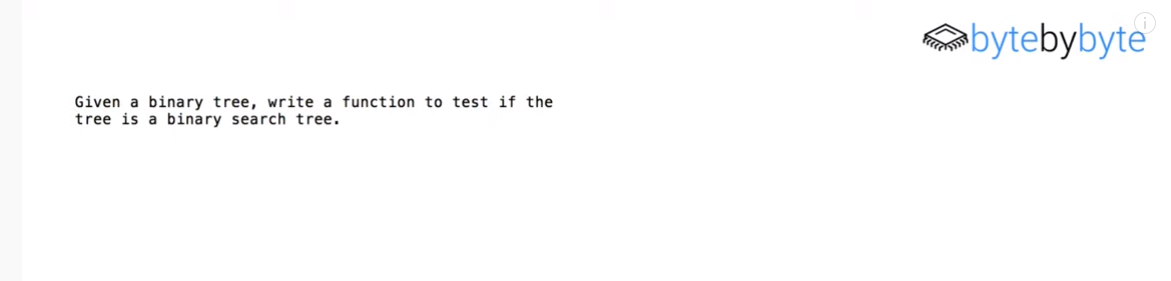 bytebybyte
Given a binary tree, write a function to test if the
tree is a binary search tree.